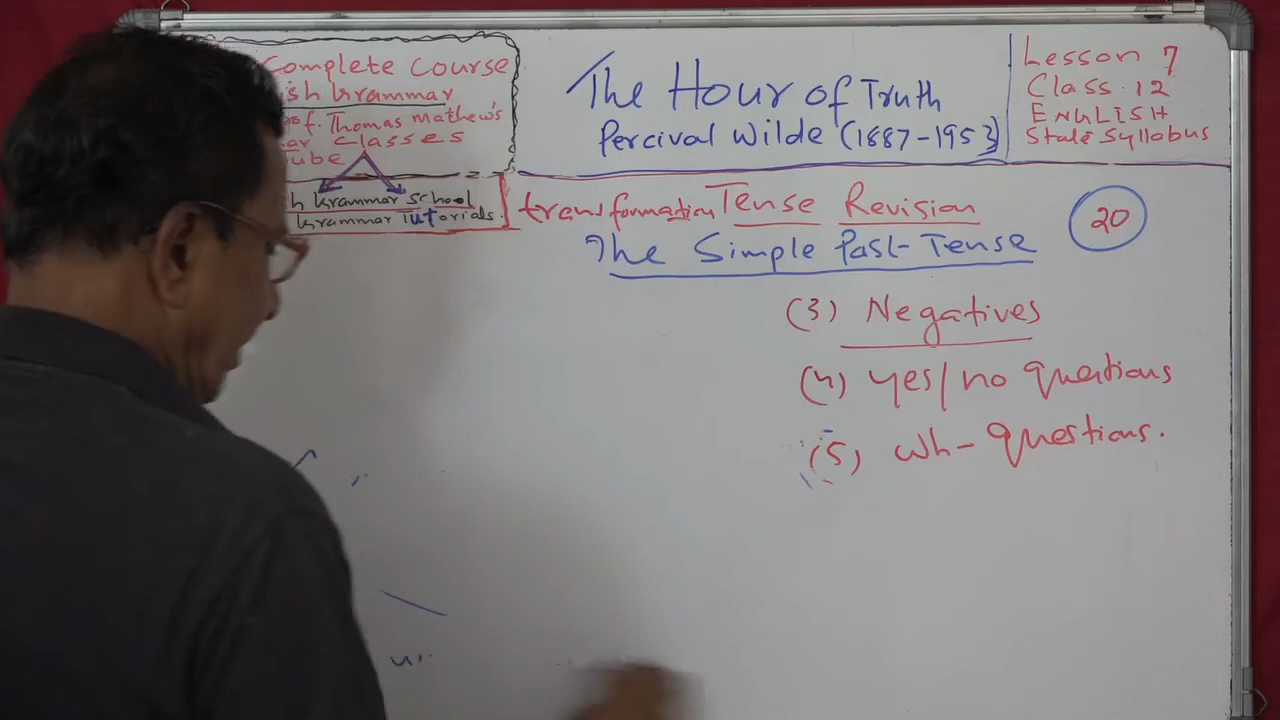 Complete Course
ish Grammar
of. Thomas Mathew's
ar classes
ube
h Grammar school
Grammar Tutorials.
The Hour of Truth
Percival Wilde (1887-1953)
Lesson 7
Class. 12
ENGLISH
State Syllabus
transformation Tense Revision
20
The Simple Past Tense
(3) Negatives
(4) yes/no questions
(5) Wh- Questions.